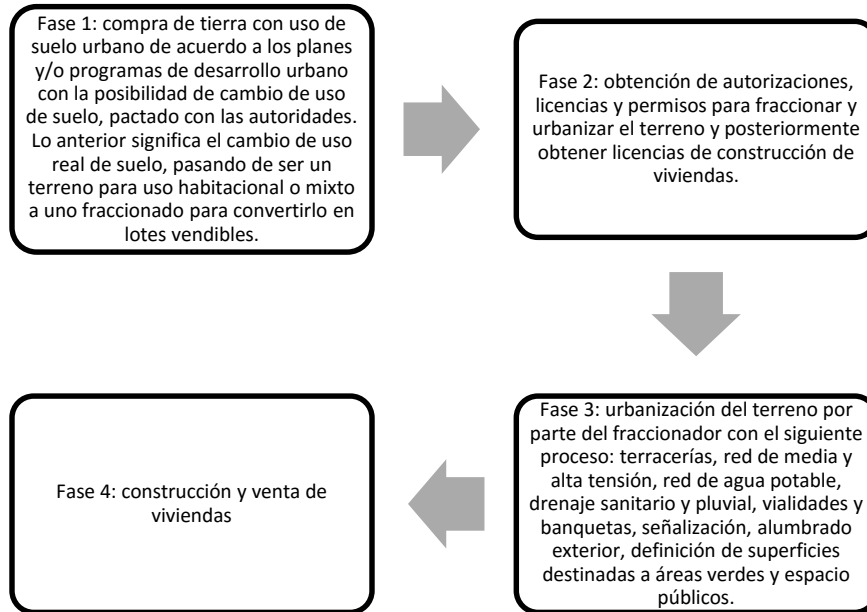 Fase 1: compra de tierra con uso de
suelo urbano de acuerdo a los planes
y/o programas de desarrollo urbano
con la posibilidad de cambio de uso
de suelo, pactado con las autoridades.
Lo anterior significa el cambio de uso
real de suelo, pasando de ser un
terreno para uso habitacional o mixto
a uno fraccionado para convertirlo en
lotes vendibles.
Fase 2: obtención de autorizaciones,
licencias y permisos para fraccionar y
urbanizar el terreno y posteriormente
obtener licencias de construcción de
viviendas.
Fase 3: urbanización del terreno por
parte del fraccionador con el siguiente
proceso: terracerías, red de media y
alta tensión, red de agua potable,
drenaje sanitario y pluvial, vialidades y
banquetas, señalización, alumbrado
exterior, definición de superficies
destinadas a áreas verdes y espacio
públicos.
Fase 4: construcción y venta de
viviendas